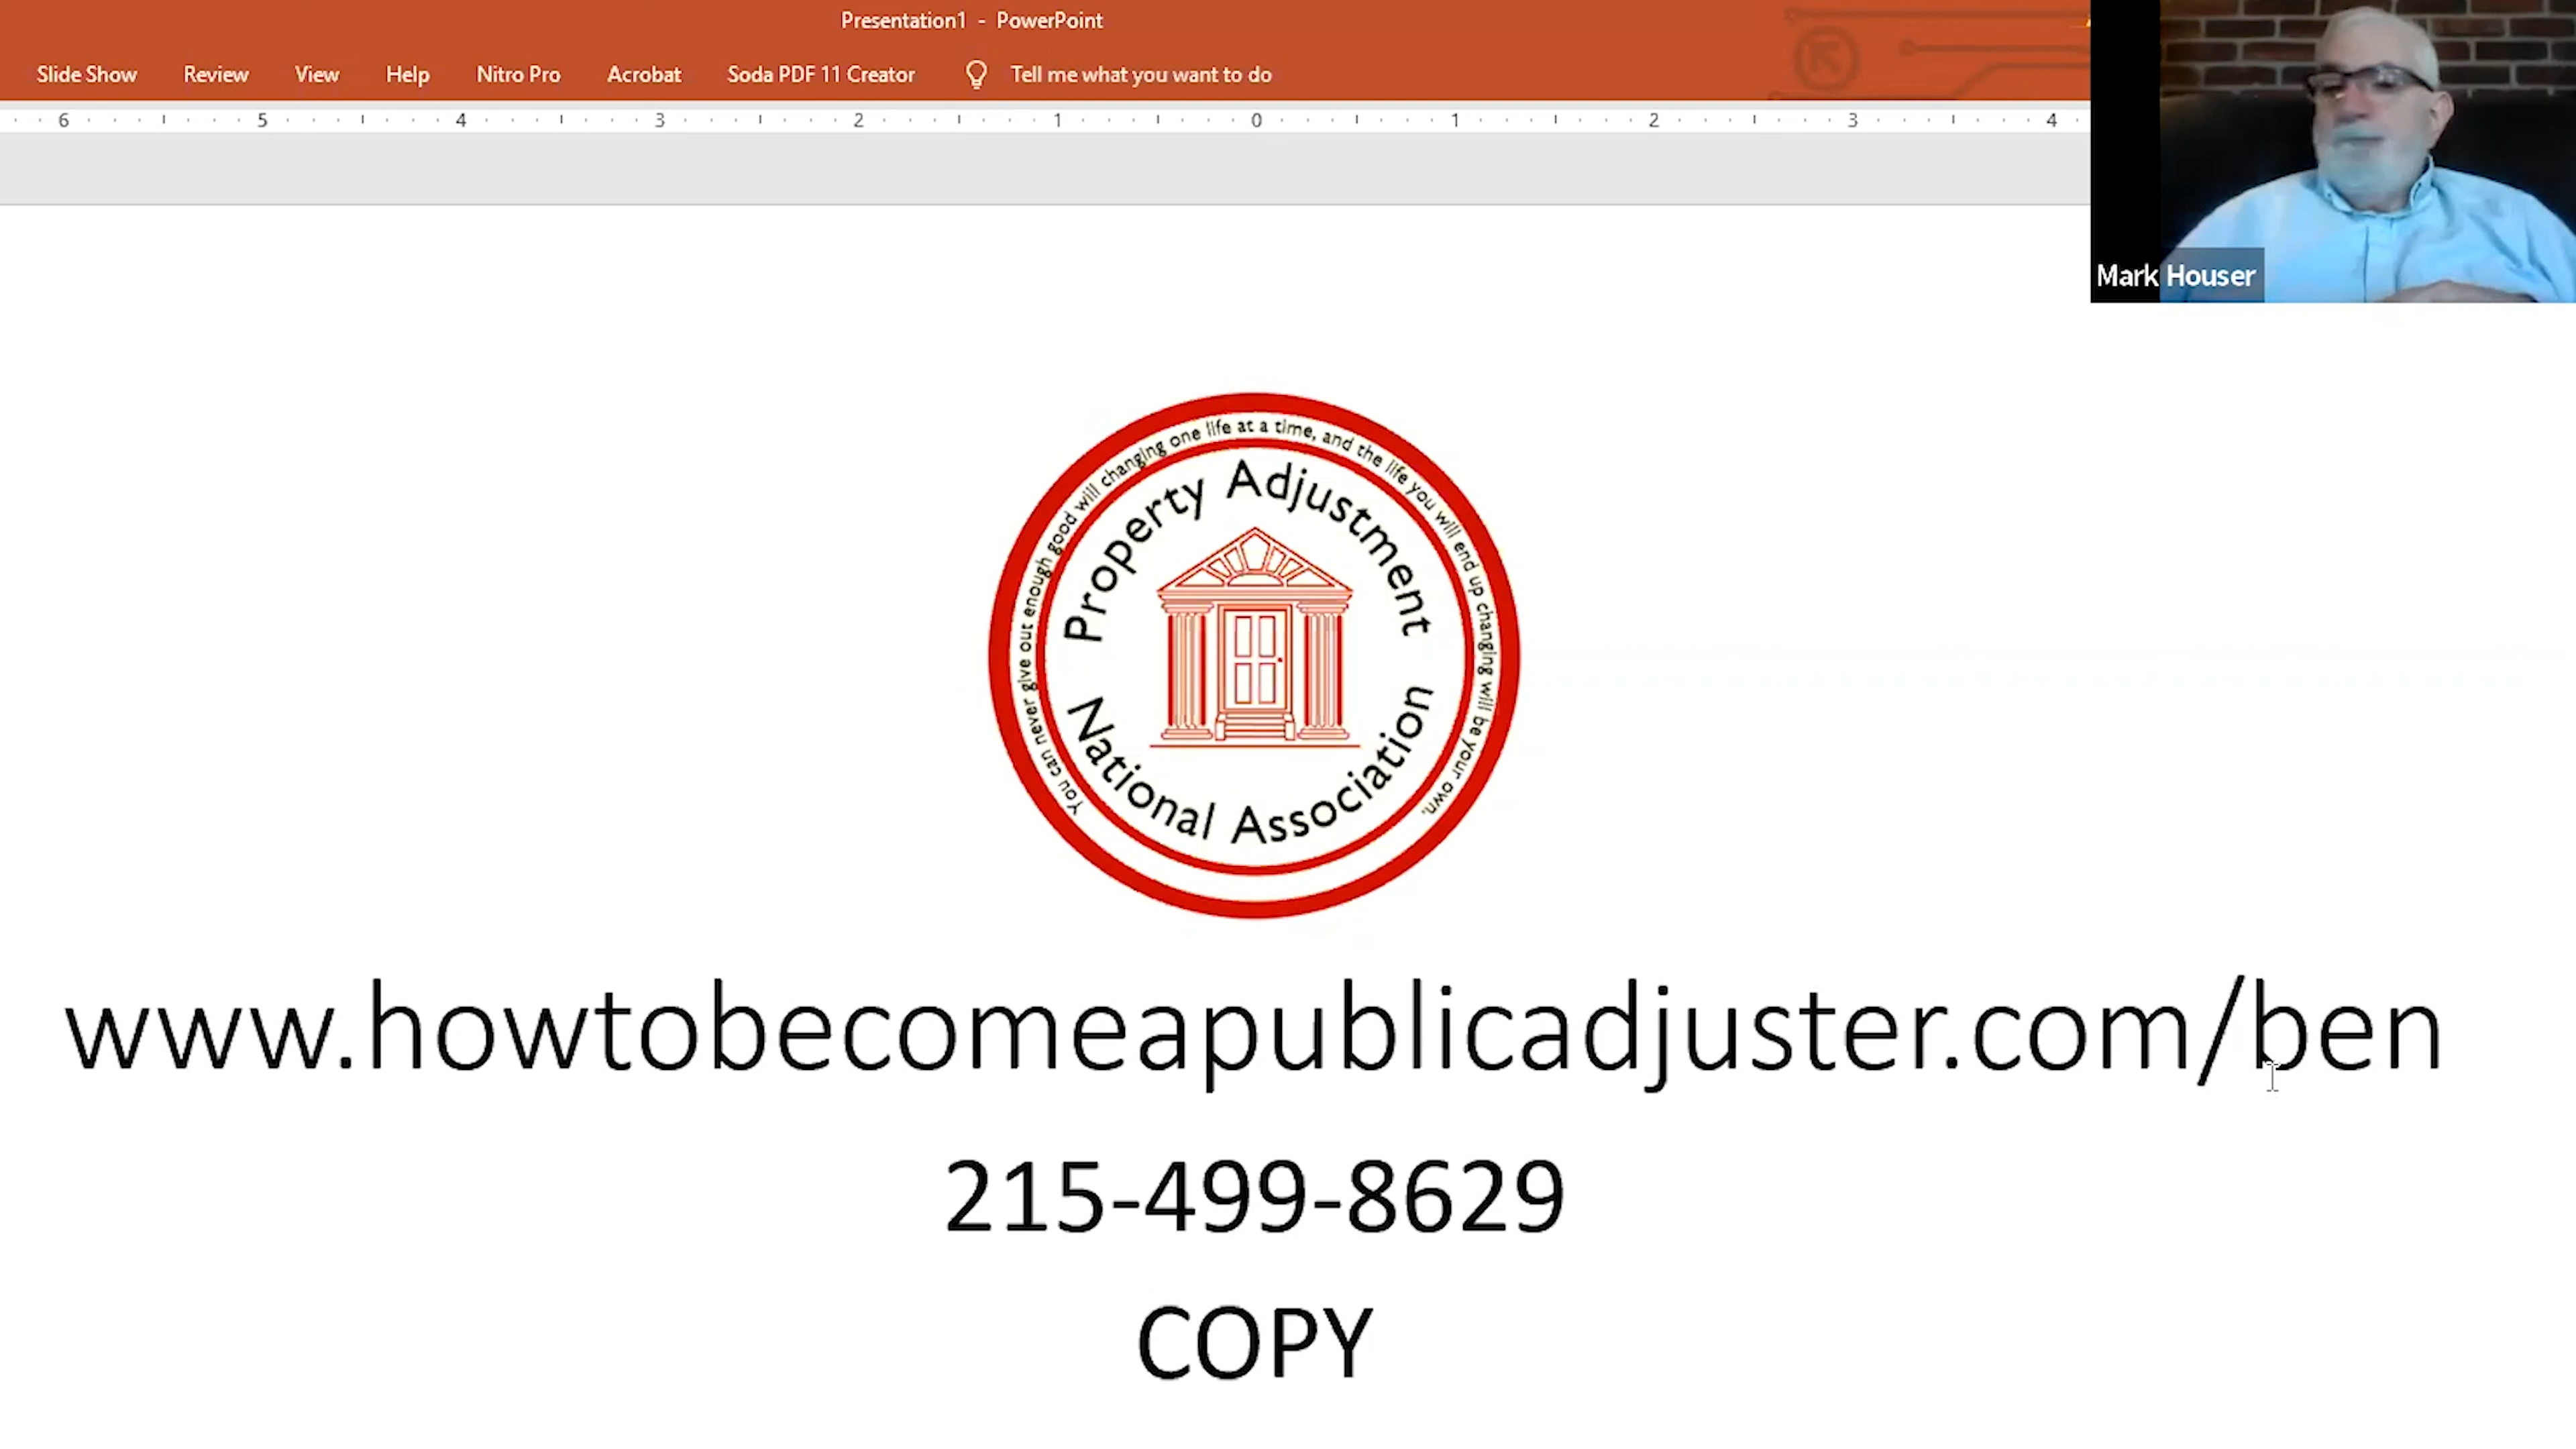 Presentation1 - PowerPoint
Slide Show Review View Help Nitro Pro Acrobat Soda PDF 11 Creator Tell me what you want to do
6 5 4 3 2 1 0 1 2 3 4
Mark Houser
You can never give out enough good will changing one life at a time, and the life you will end up changing will be your own.
Property Adjustment
National Association
www.howtobecomeapublicadjuster.com/ben
215-499-8629
COPY